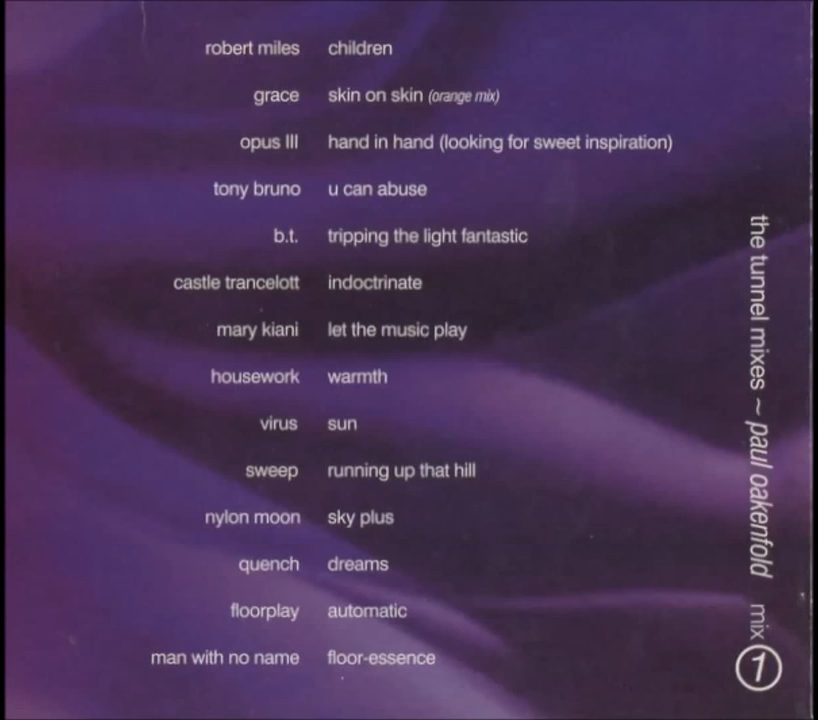 robert miles children
grace skin on skin (orange mix)
opus III hand in hand (looking for sweet inspiration)
tony bruno u can abuse
b.t. tripping the light fantastic
castle trancelott indoctrinate
mary kiani let the music play
housework warmth
virus sun
sweep running up that hill
nylon moon sky plus
quench dreams
floorplay automatic
man with no name floor-essence
the tunnel mixes ~ paul oakenfold mix 1